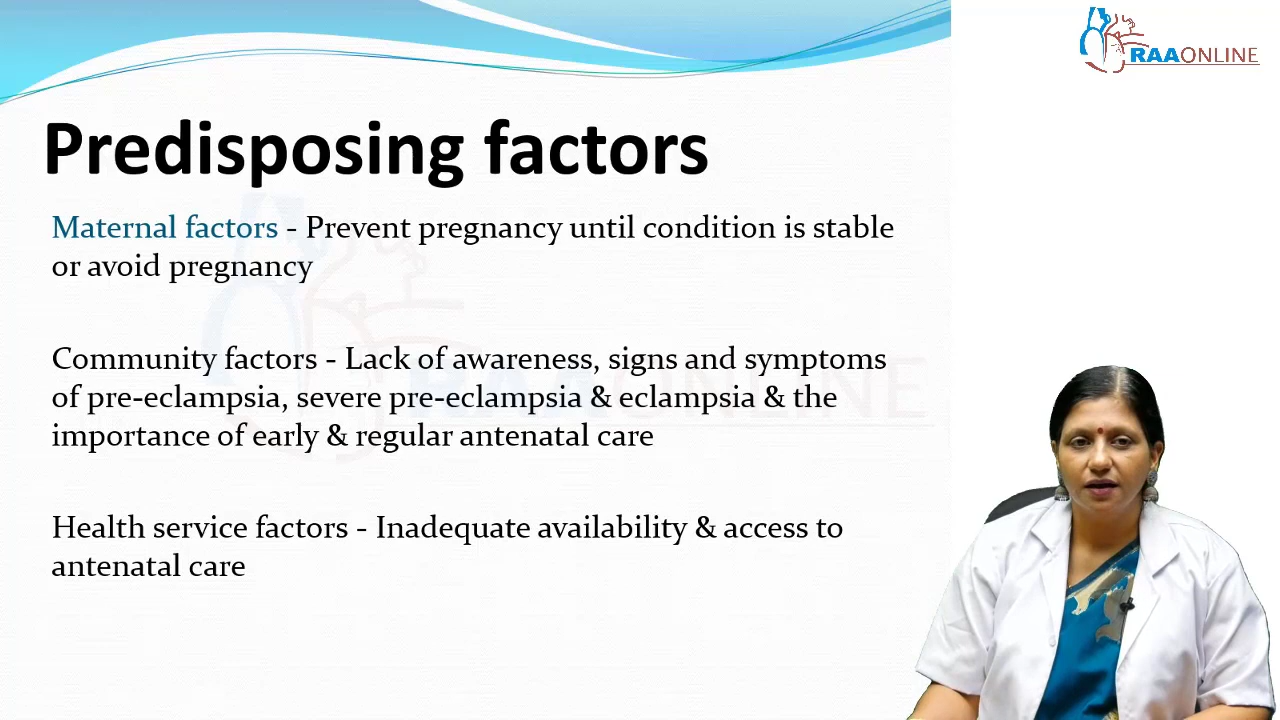 RAAONLINE
Predisposing factors
Maternal factors - Prevent pregnancy until condition is stable
or avoid pregnancy
Community factors - Lack of awareness, signs and symptoms
of pre-eclampsia, severe pre-eclampsia & eclampsia & the
importance of early & regular antenatal care
Health service factors - Inadequate availability & access to
antenatal care
RAAONLINE